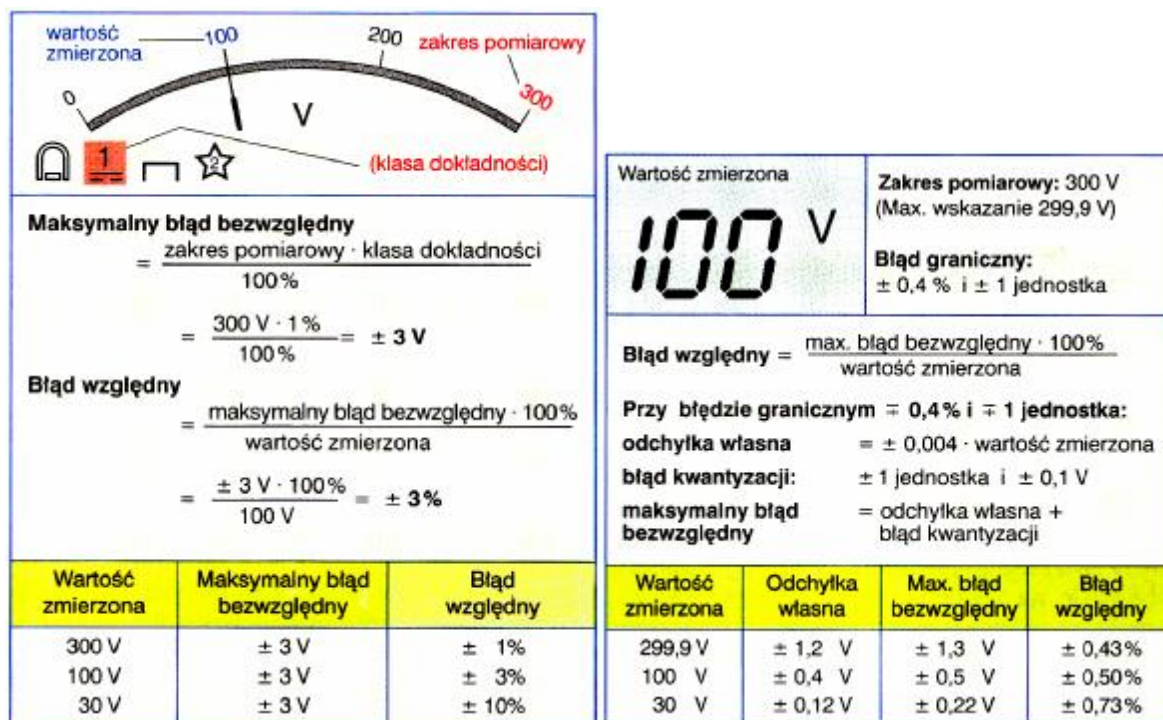 wartość
zmierzona
0
100
200
zakres pomiarowy
300
V
1
2
(klasa dokładności)
Maksymalny błąd bezwzględny
= zakres pomiarowy · klasa dokładności
100%
= 300 V · 1% = ± 3 V
100%
Błąd względny
= maksymalny błąd bezwzględny · 100%
wartość zmierzona
= ± 3 V · 100% = ± 3%
100 V
Wartość zmierzona Maksymalny błąd bezwzględny Błąd względny
300 V ± 3 V ± 1%
100 V ± 3 V ± 3%
30 V ± 3 V ± 10%
Wartość zmierzona
100 V
Zakres pomiarowy: 300 V
(Max. wskazanie 299,9 V)
Błąd graniczny:
± 0,4 % i ± 1 jednostka
Błąd względny = max. błąd bezwzględny · 100%
wartość zmierzona
Przy błędzie granicznym ∓ 0,4% i ∓ 1 jednostka:
odchyłka własna = ± 0,004 · wartość zmierzona
błąd kwantyzacji: ± 1 jednostka i ± 0,1 V
maksymalny błąd = odchyłka własna +
bezwzględny błąd kwantyzacji
Wartość zmierzona Odchyłka własna Max. błąd bezwzględny Błąd względny
299,9 V ± 1,2 V ± 1,3 V ± 0,43%
100 V ± 0,4 V ± 0,5 V ± 0,50%
30 V ± 0,12 V ± 0,22 V ± 0,73%